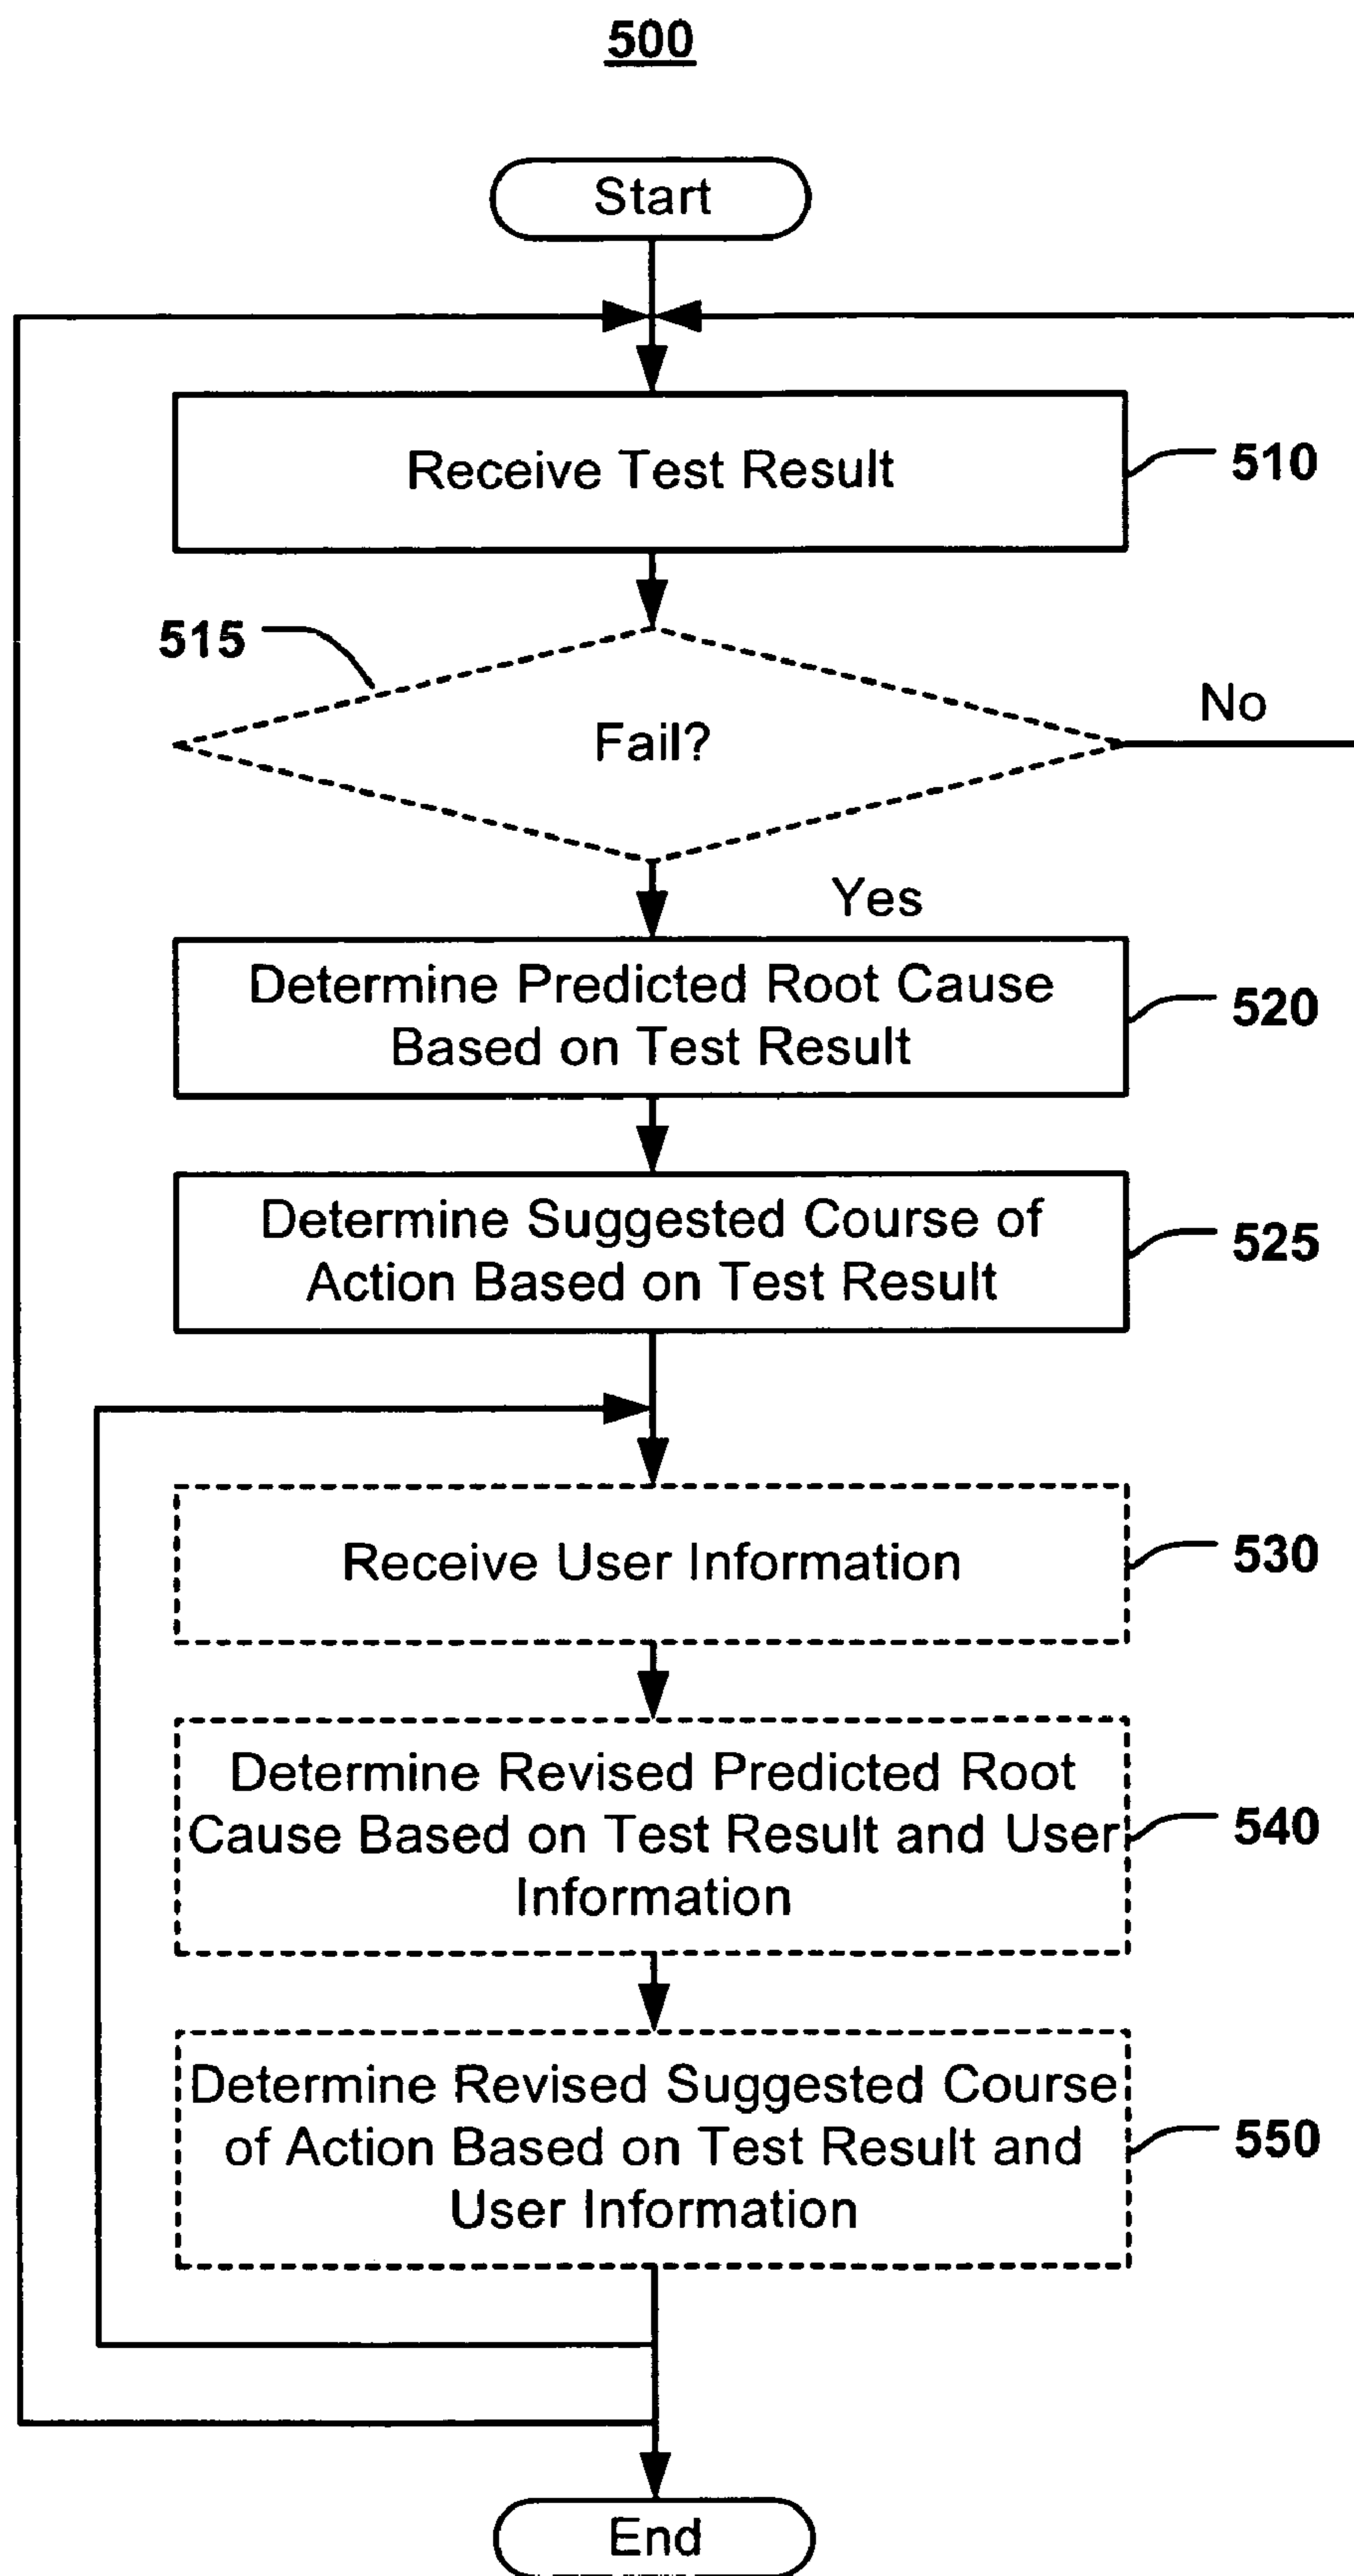 500
Start
Receive Test Result
510
515
Fail?
No
Yes
Determine Predicted Root Cause
Based on Test Result
520
Determine Suggested Course of
Action Based on Test Result
525
Receive User Information
530
Determine Revised Predicted Root
Cause Based on Test Result and User
Information
540
Determine Revised Suggested Course
of Action Based on Test Result and
User Information
550
End